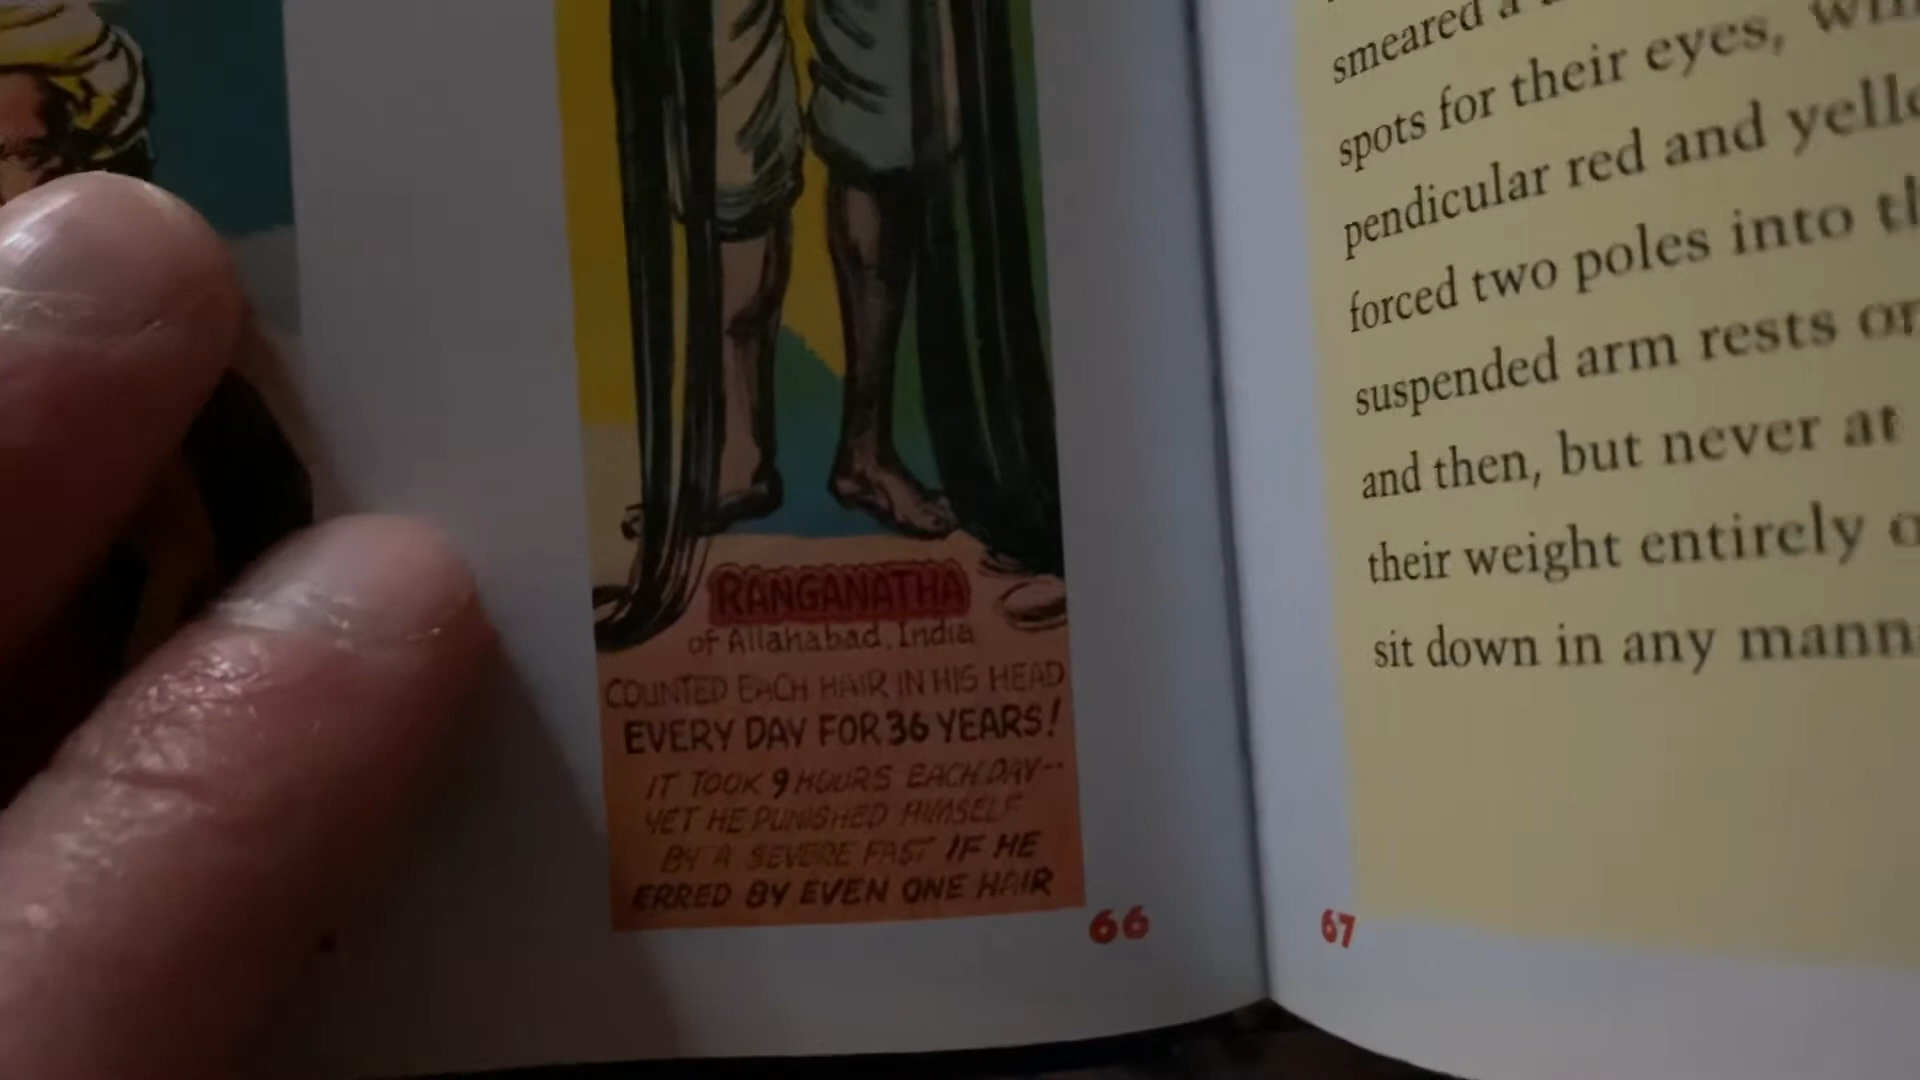 RANGANATHA
of Allahabad, India
COUNTED EACH HAIR IN HIS HEAD
EVERY DAY FOR 36 YEARS!
IT TOOK 9 HOURS EACH DAY--
YET HE PUNISHED HIMSELF
BY A SEVERE FAST IF HE
ERRED BY EVEN ONE HAIR
66
smeared a
spots for their eyes,
pendicular red and
forced two poles into
suspended arm rests
and then, but never at
their weight entirely
sit down in any
67